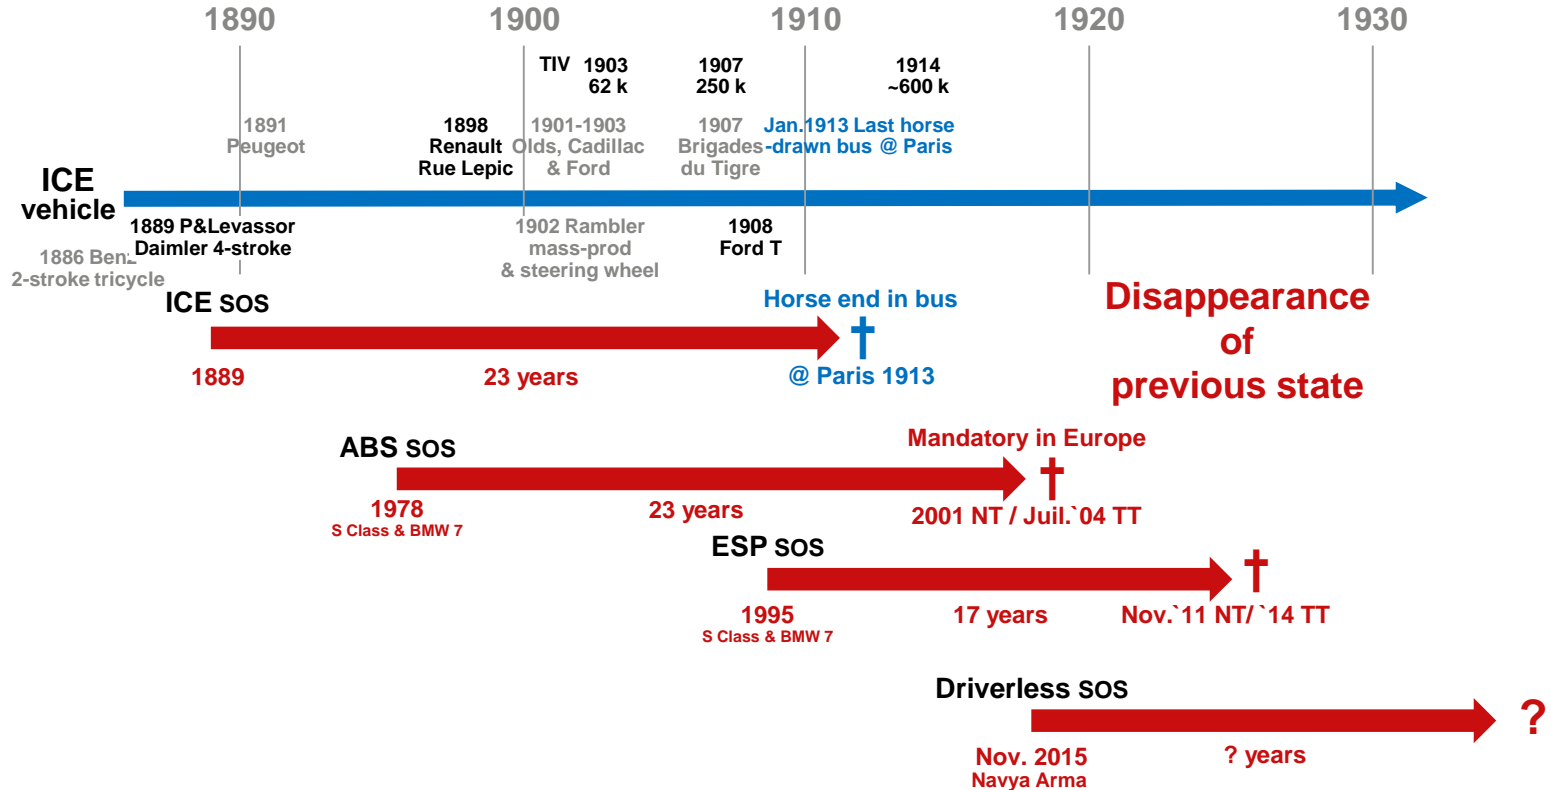 1890 1900 1910 1920 1930
TIV 1903 1907 1914
62 k 250 k ~600 k
1891
Peugeot
1898
Renault
Rue Lepic
1901-1903
Olds, Cadillac
& Ford
1907
Brigades
du Tigre
Jan.1913 Last horse
-drawn bus @ Paris
ICE
vehicle
1889 P&Levassor
Daimler 4-stroke
1886 Benz
2-stroke tricycle
1902 Rambler
mass-prod
& steering wheel
1908
Ford T
ICE SOS
Horse end in bus
1889
23 years
@ Paris 1913
Disappearance
of
previous state
ABS SOS
Mandatory in Europe
1978
S Class & BMW 7
23 years
2001 NT / Juil.`04 TT
ESP SOS
1995
S Class & BMW 7
17 years
Nov.`11 NT/ `14 TT
Driverless SOS
?
Nov. 2015
Navya Arma
? years